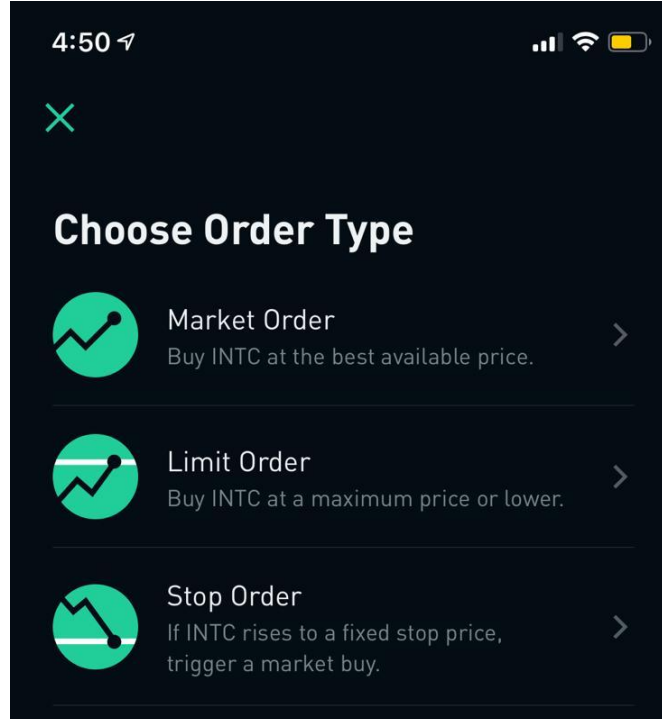 4:50
Choose Order Type
Market Order
Buy INTC at the best available price.
Limit Order
Buy INTC at a maximum price or lower.
Stop Order
If INTC rises to a fixed stop price,
trigger a market buy.